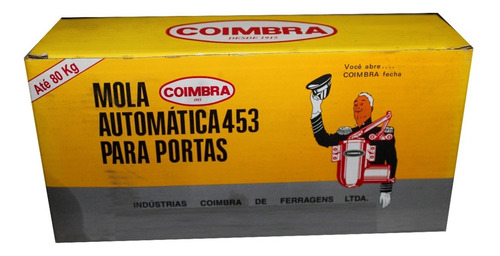 COIMBRA
DESDE 1915
Até 80 Kg
MOLA COIMBRA
AUTOMÁTICA 453
PARA PORTAS
Você abre....
COIMBRA fecha
INDÚSTRIAS COIMBRA DE FERRAGENS LTDA.